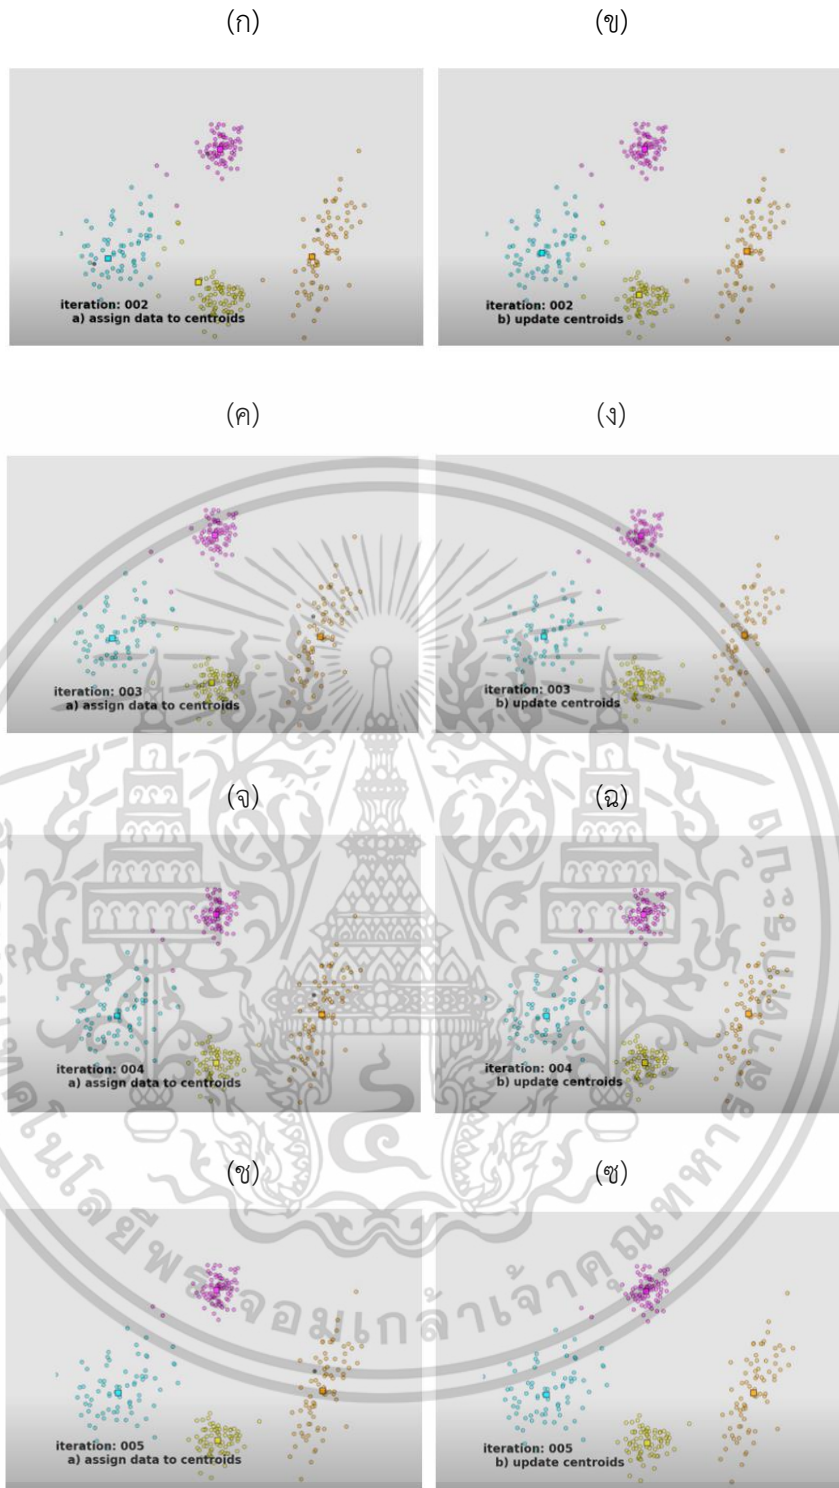 (ก) (ข)
iteration: 002
a) assign data to centroids
iteration: 002
b) update centroids
(ค) (ง)
iteration: 003
a) assign data to centroids
iteration: 003
b) update centroids
(จ) (ฉ)
iteration: 004
a) assign data to centroids
iteration: 004
b) update centroids
(ช) (ซ)
iteration: 005
a) assign data to centroids
iteration: 005
b) update centroids